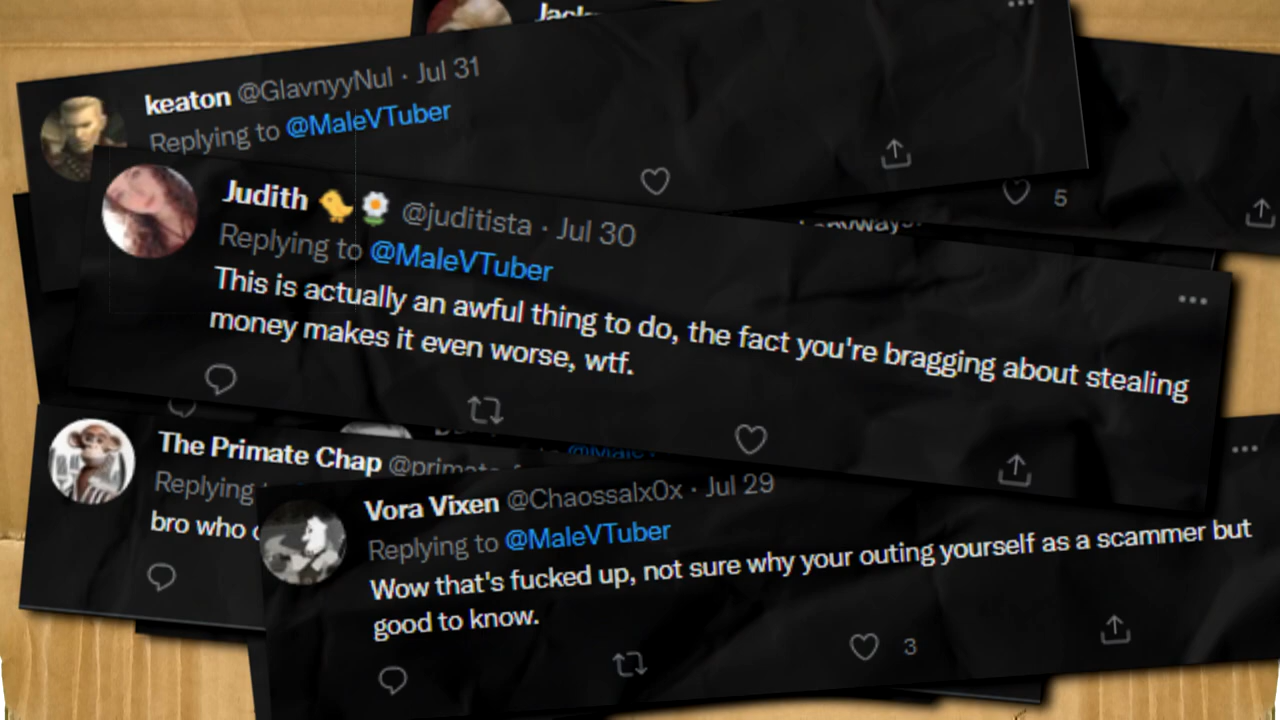 keaton @GlavnyyNul · Jul 31
Replying to @MaleVTuber
5
Judith 🐤🌼 @juditista · Jul 30
Replying to @MaleVTuber
This is actually an awful thing to do, the fact you're bragging about stealing
money makes it even worse, wtf.
The Primate Chap
Replying
bro who
Vora Vixen @Chaossalx0x · Jul 29
Replying to @MaleVTuber
Wow that's fucked up, not sure why your outing yourself as a scammer but
good to know.
3